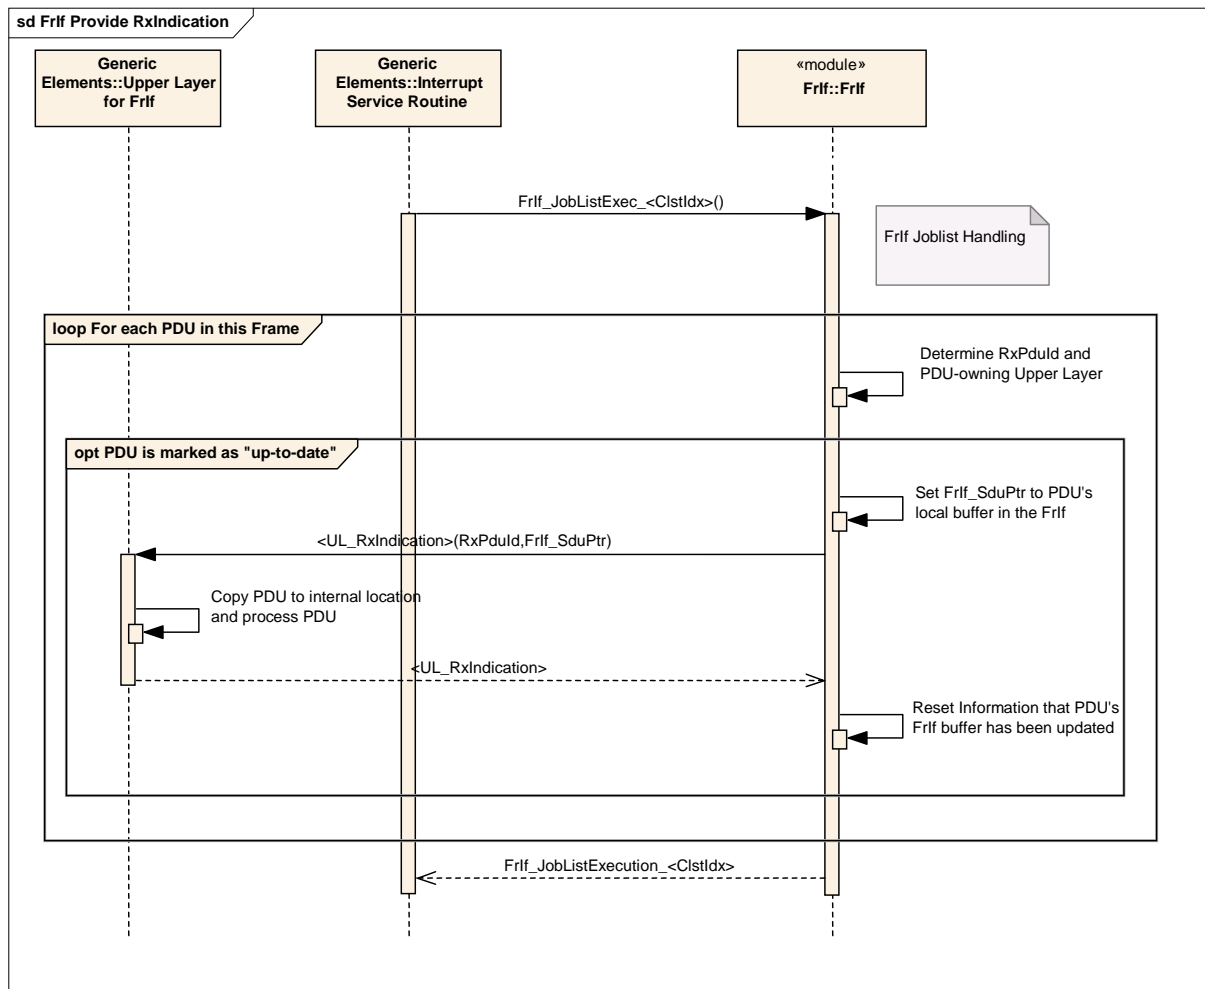 sd FrIf Provide RxIndication
Generic
Elements::Upper Layer
for FrIf
Generic
Elements::Interrupt
Service Routine
«module»
FrIf::FrIf
FrIf_JobListExec_<ClstIdx>()
FrIf Joblist Handling
loop For each PDU in this Frame
Determine RxPduId and
PDU-owning Upper Layer
opt PDU is marked as "up-to-date"
Set FrIf_SduPtr to PDU's
local buffer in the FrIf
<UL_RxIndication>(RxPduId,FrIf_SduPtr)
Copy PDU to internal location
and process PDU
<UL_RxIndication>
Reset Information that PDU's
FrIf buffer has been updated
FrIf_JobListExecution_<ClstIdx>